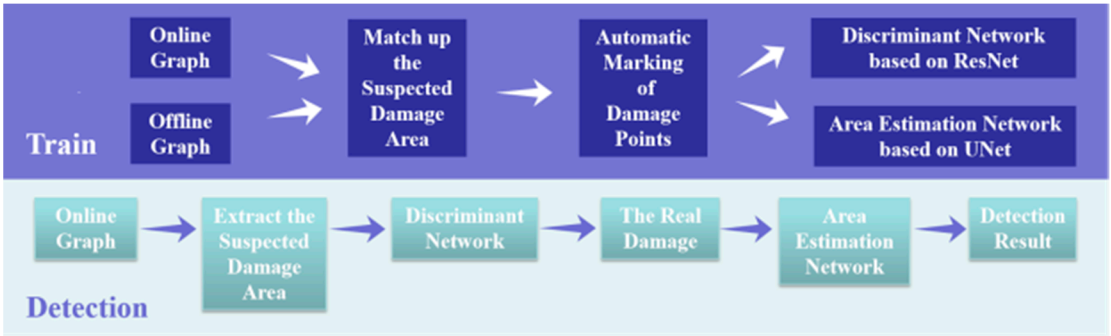 Online
Graph
Offline
Graph
Match up
the
Suspected
Damage
Area
Automatic
Marking
of
Damage
Points
Discriminant Network
based on ResNet
Area Estimation Network
based on UNet
Train
Online
Graph
Extract the
Suspected
Damage
Area
Discriminant
Network
The Real
Damage
Area
Estimation
Network
Detection
Result
Detection